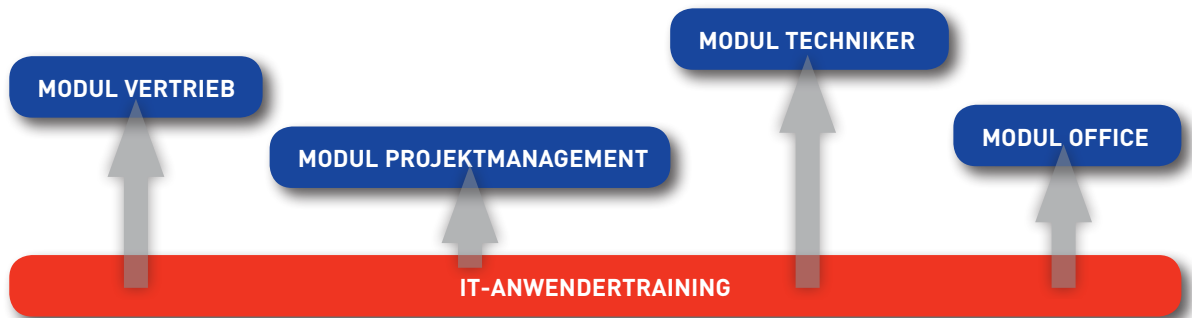 MODUL TECHNIKER
MODUL VERTRIEB
MODUL OFFICE
MODUL PROJEKTMANAGEMENT
IT-ANWENDERTRAINING